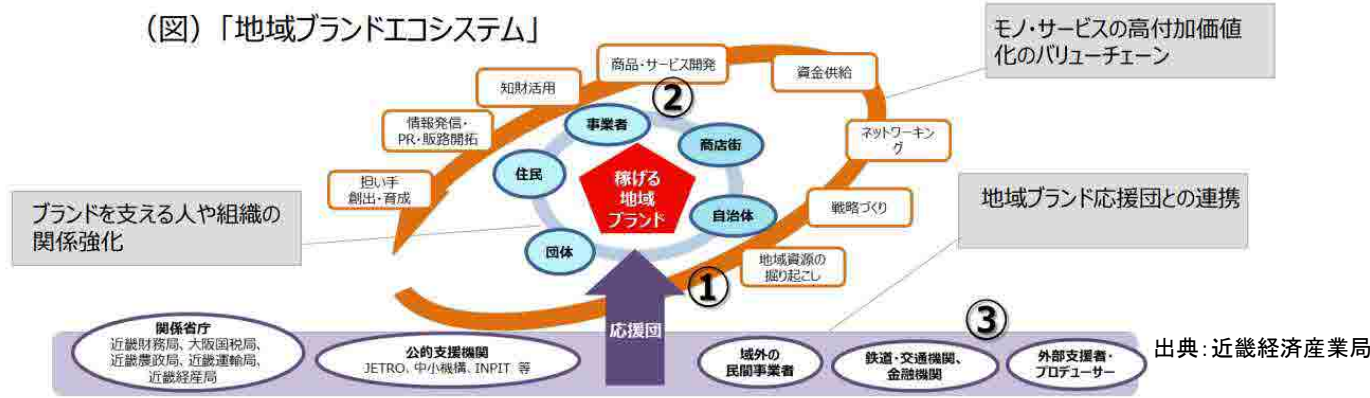 （図）「地域ブランドエコシステム」
モノ・サービスの高付加価値
化のバリューチェーン
商品・サービス開発
資金供給
知財活用
②
情報発信・
PR・販路開拓
事業者
商店街
ネットワーキン
グ
担い手
創出・育成
住民
稼げる
地域
ブランド
自治体
戦略づくり
地域ブランド応援団との連携
ブランドを支える人や組織の
関係強化
団体
地域資源の
掘り起こし
①
応援団
③
関係省庁
近畿財務局、大阪国税局、
近畿農政局、近畿運輸局、
近畿経産局
公的支援機関
JETRO、中小機構、INPIT 等
域外の
民間事業者
鉄道・交通機関、
金融機関
外部支援者・
プロデューサー
出典：近畿経済産業局